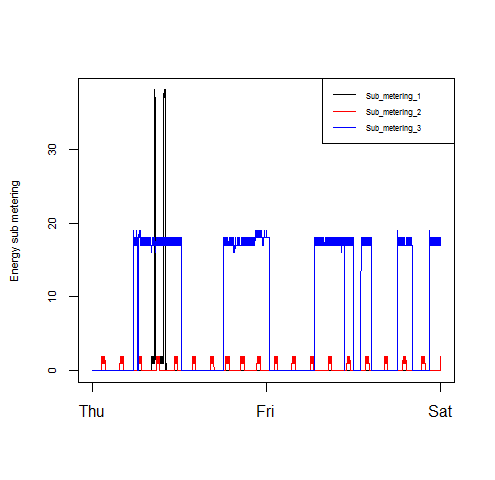 Sub_metering_1
Sub_metering_2
Sub_metering_3
Energy sub metering
30
20
10
0
Thu Fri Sat